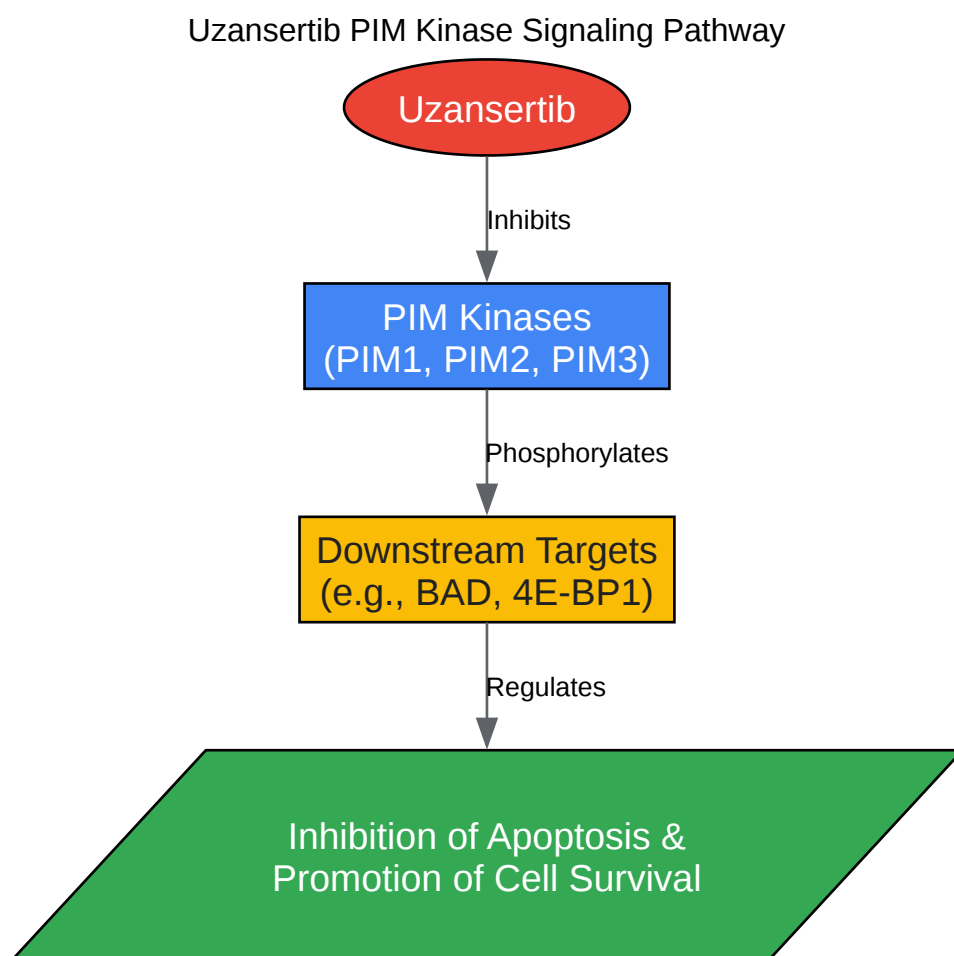 Uzansertib PIM Kinase Signaling Pathway
Uzansertib
Inhibits
PIM Kinases
(PIM1, PIM2, PIM3)
Phosphorylates
Downstream Targets
(e.g., BAD, 4E-BP1)
Regulates
Inhibition of Apoptosis &
Promotion of Cell Survival